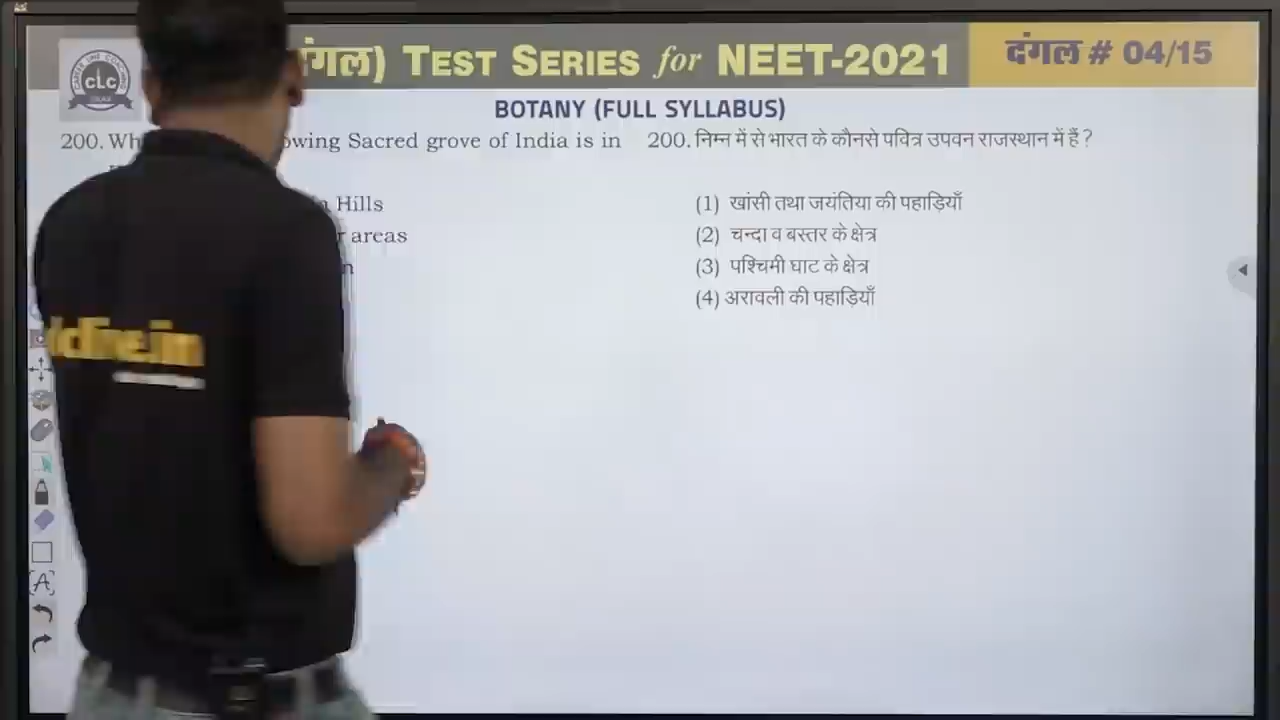 दंगल) TEST SERIES for NEET-2021
दंगल # 04/15
CLC
BOTANY (FULL SYLLABUS)
200. Sacred grove of India is in
Hills
areas
200. निम्न में से भारत के कौनसे पवित्र उपवन राजस्थान में हैं ?
(1) खांसी तथा जयंतिया की पहाड़ियाँ
(2) चन्दा व बस्तर के क्षेत्र
(3) पश्चिमी घाट के क्षेत्र
(4) अरावली की पहाड़ियाँ